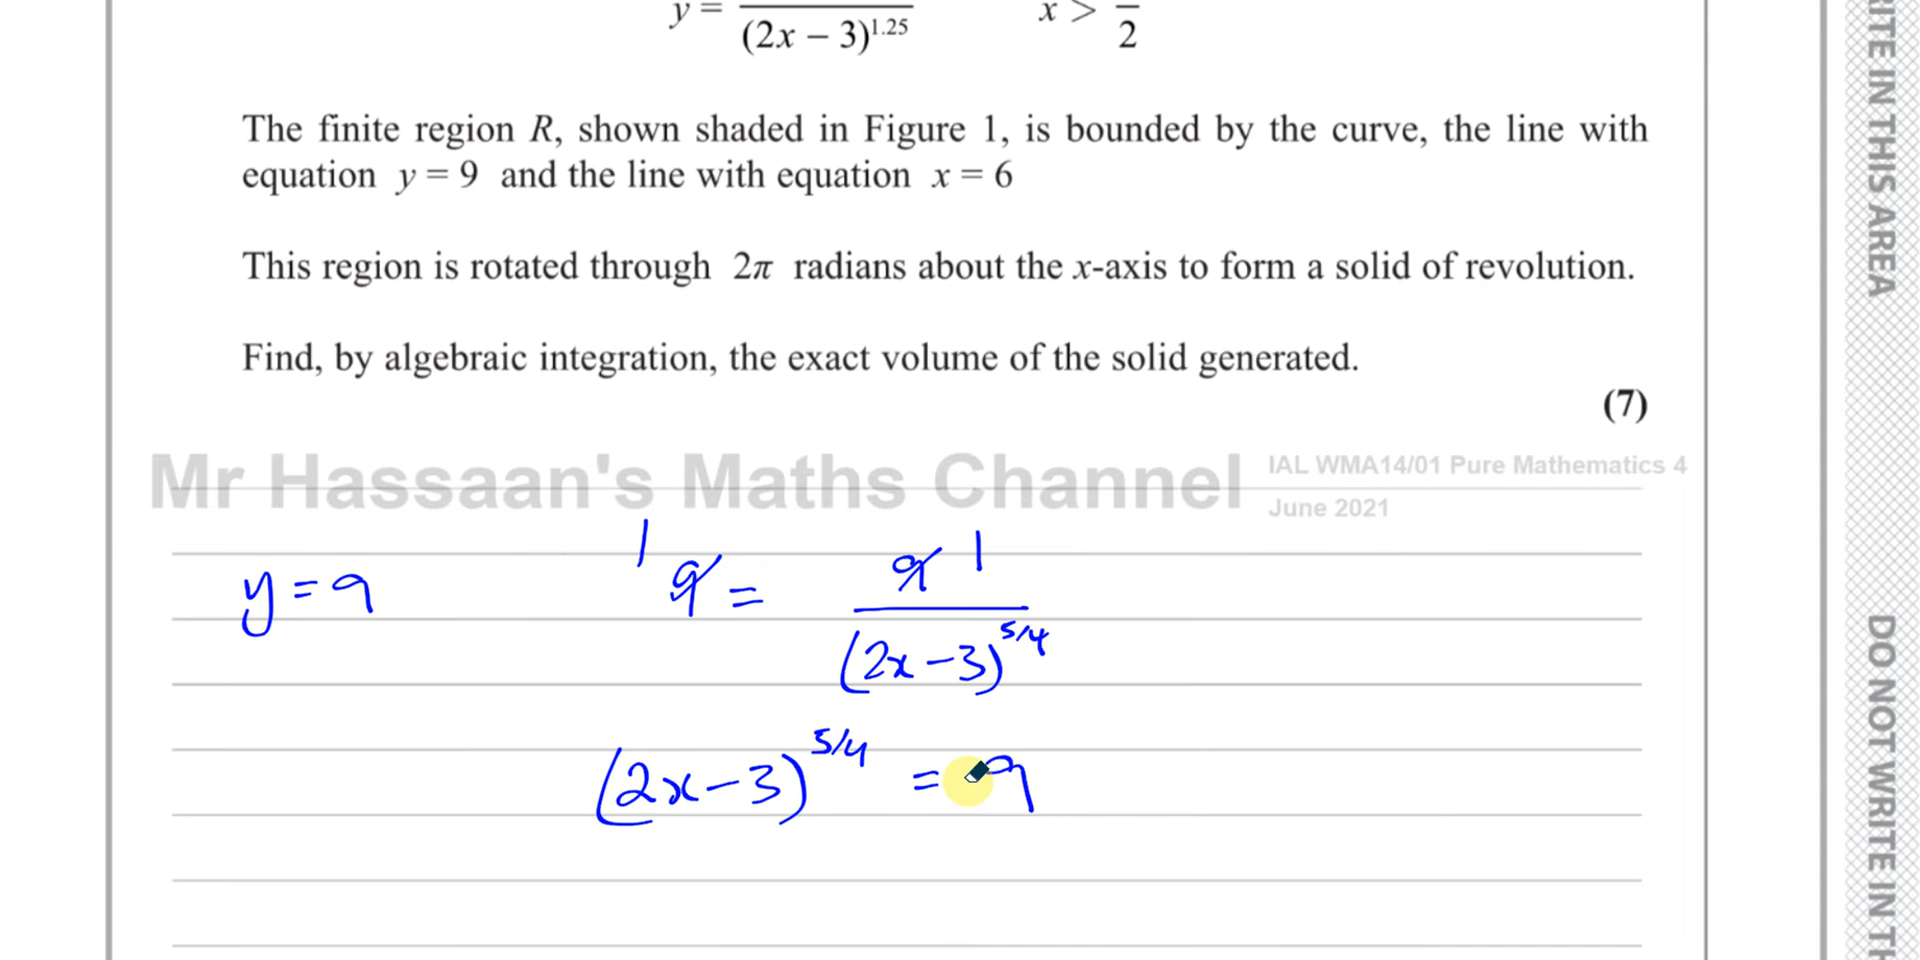 y = (2x − 3)^1.25 x > 2
The finite region R, shown shaded in Figure 1, is bounded by the curve, the line with
equation y = 9 and the line with equation x = 6
This region is rotated through 2π radians about the x-axis to form a solid of revolution.
Find, by algebraic integration, the exact volume of the solid generated.
(7)
Mr Hassaan's Maths Channel
IAL WMA14/01 Pure Mathematics 4
June 2021
y = 9
1 9 = 9 1 / (2x − 3)^5/4
(2x − 3)^5/4 = 9
RITE IN THIS AREA
DO NOT WRITE IN TH